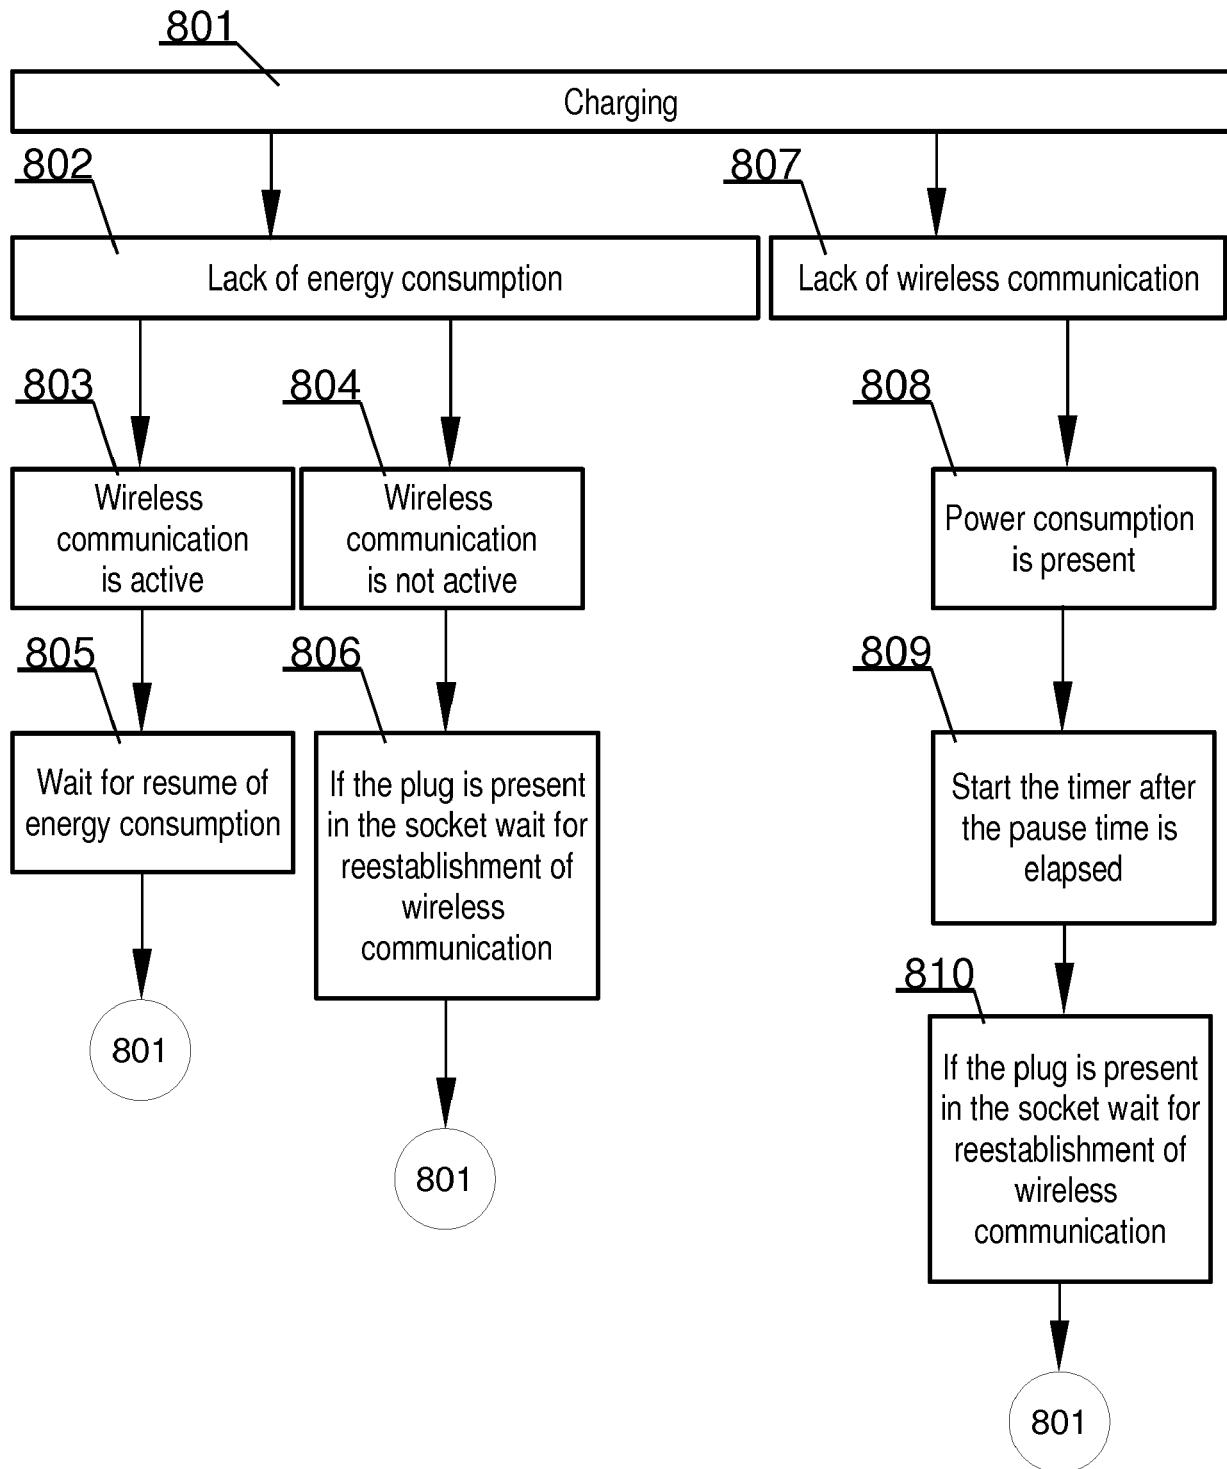 801
Charging
802
807
Lack of energy consumption
Lack of wireless communication
803
804
808
Wireless
communication
is active
Wireless
communication
is not active
Power consumption
is present
805
806
809
Wait for resume of
energy consumption
If the plug is present
in the socket wait for
reestablishment of
wireless
communication
Start the timer after
the pause time is
elapsed
801
801
810
If the plug is present
in the socket wait for
reestablishment of
wireless
communication
801